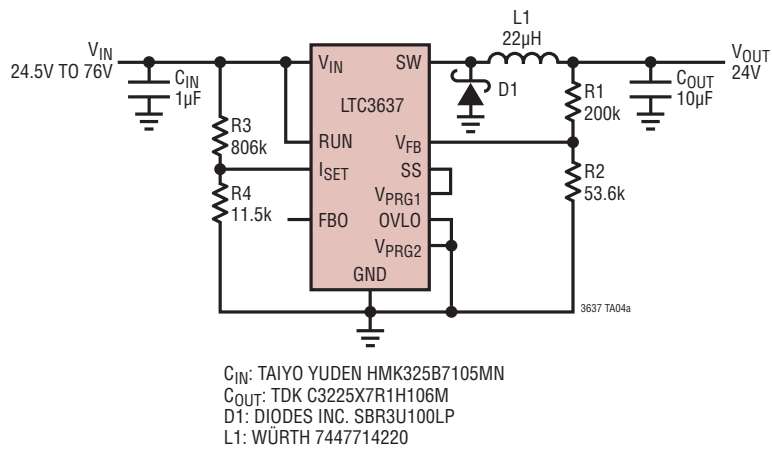 L1
22µH
VIN
24.5V TO 76V
CIN
1µF
VIN
SW
LTC3637
D1
R1
200k
COUT
10µF
VOUT
24V
R3
806k
RUN
VFB
ISET
SS
R2
53.6k
R4
11.5k
VPRG1
FBO
OVLO
VPRG2
GND
3637 TA04a
CIN: TAIYO YUDEN HMK325B7105MN
COUT: TDK C3225X7R1H106M
D1: DIODES INC. SBR3U100LP
L1: WÜRTH 7447714220